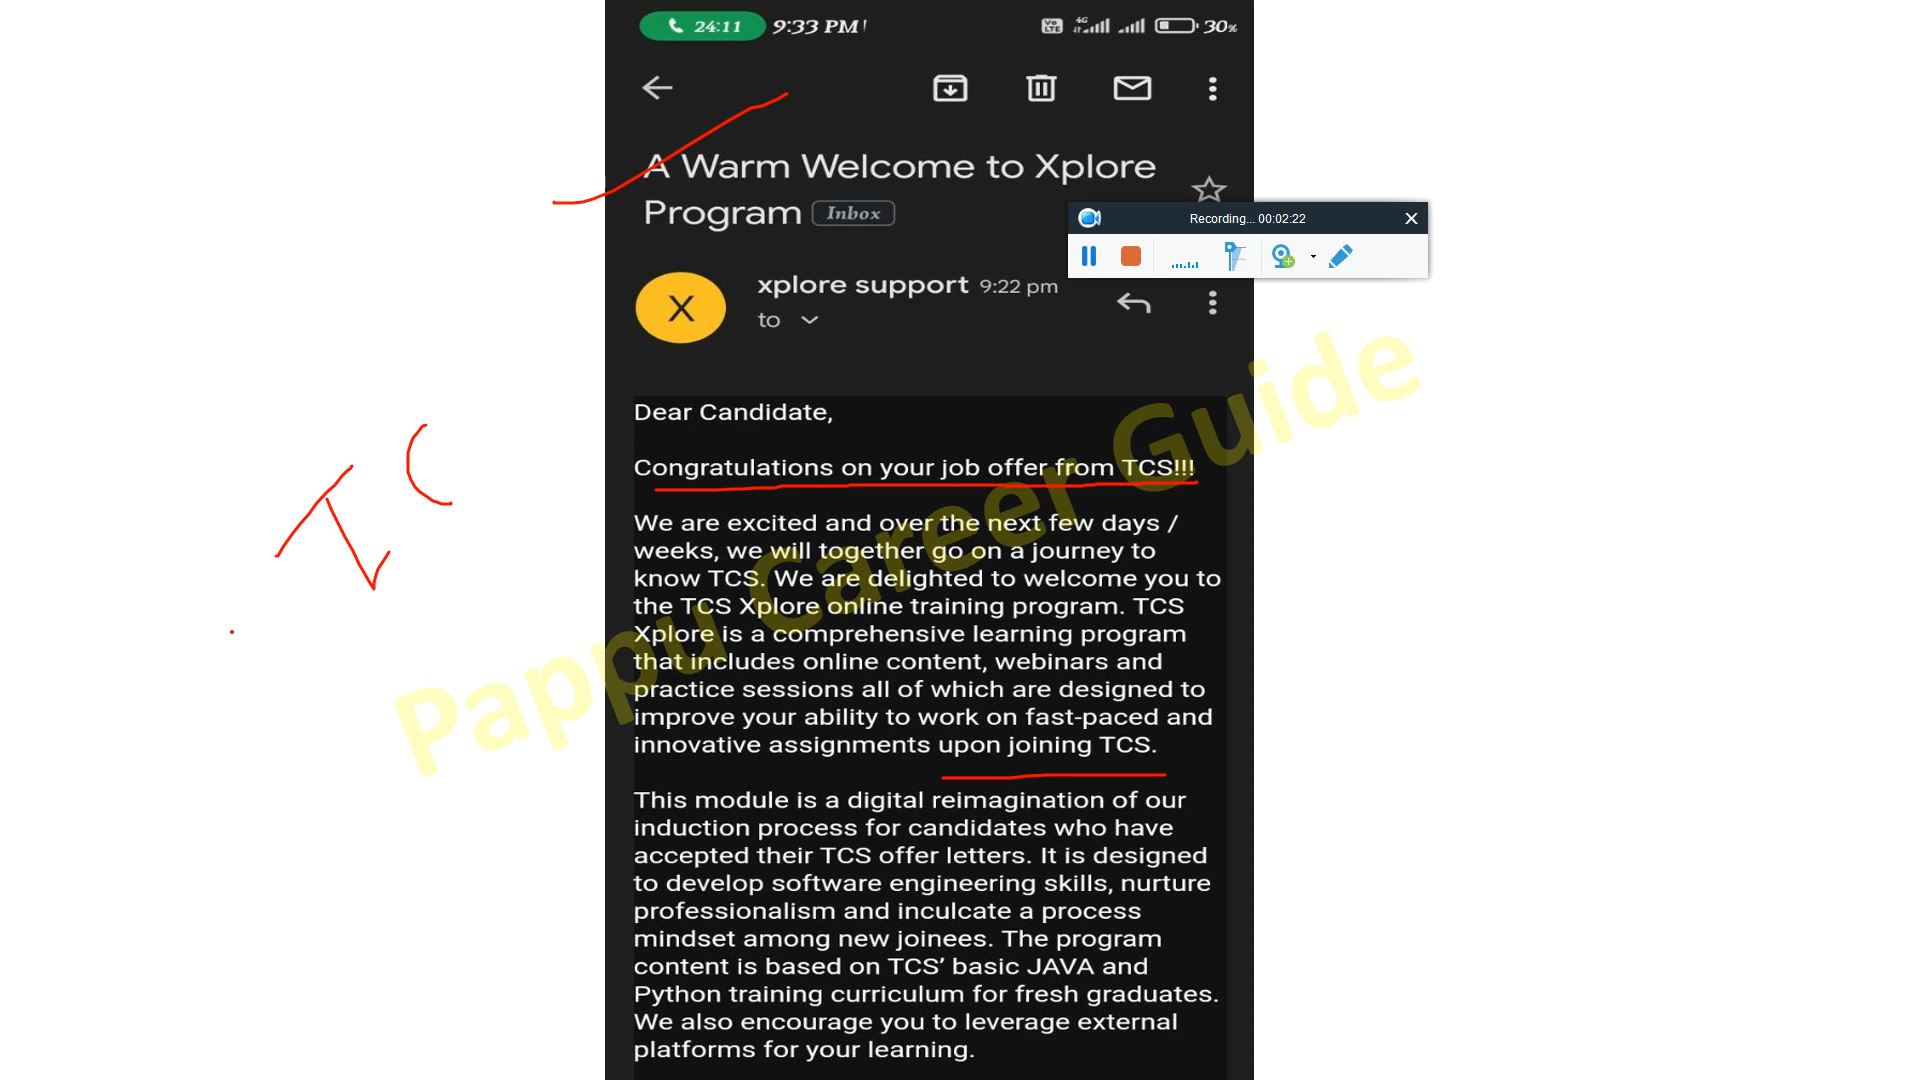 24:11 9:33 PM 4G 30%
A Warm Welcome to Xplore
Program Inbox
Recording... 00:02:22
X
xplore support 9:22 pm
to
Dear Candidate,
Congratulations on your job offer from TCS!!!
We are excited and over the next few days /
weeks, we will together go on a journey to
know TCS. We are delighted to welcome you to
the TCS Xplore online training program. TCS
Xplore is a comprehensive learning program
that includes online content, webinars and
practice sessions all of which are designed to
improve your ability to work on fast-paced and
innovative assignments upon joining TCS.
This module is a digital reimagination of our
induction process for candidates who have
accepted their TCS offer letters. It is designed
to develop software engineering skills, nurture
professionalism and inculcate a process
mindset among new joinees. The program
content is based on TCS’ basic JAVA and
Python training curriculum for fresh graduates.
We also encourage you to leverage external
platforms for your learning.
Pappu Career Guide
TC